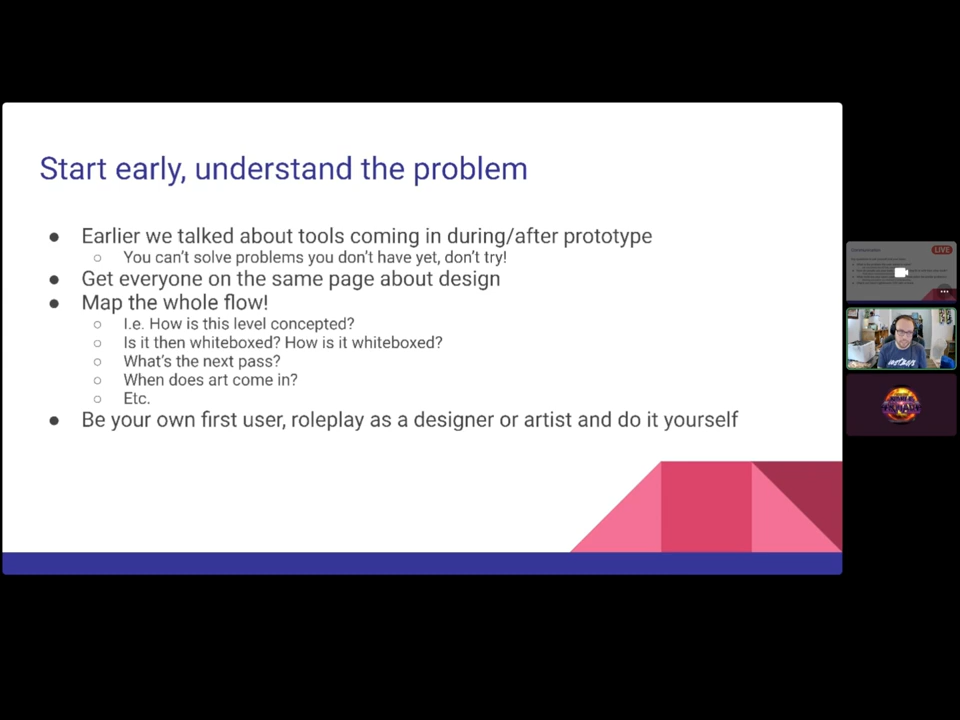 Start early, understand the problem
● Earlier we talked about tools coming in during/after prototype
○ You can't solve problems you don't have yet, don't try!
● Get everyone on the same page about design
● Map the whole flow!
○ I.e. How is this level concepted?
○ Is it then whiteboxed? How is it whiteboxed?
○ What's the next pass?
○ When does art come in?
○ Etc.
● Be your own first user, roleplay as a designer or artist and do it yourself
Communication
LIVE